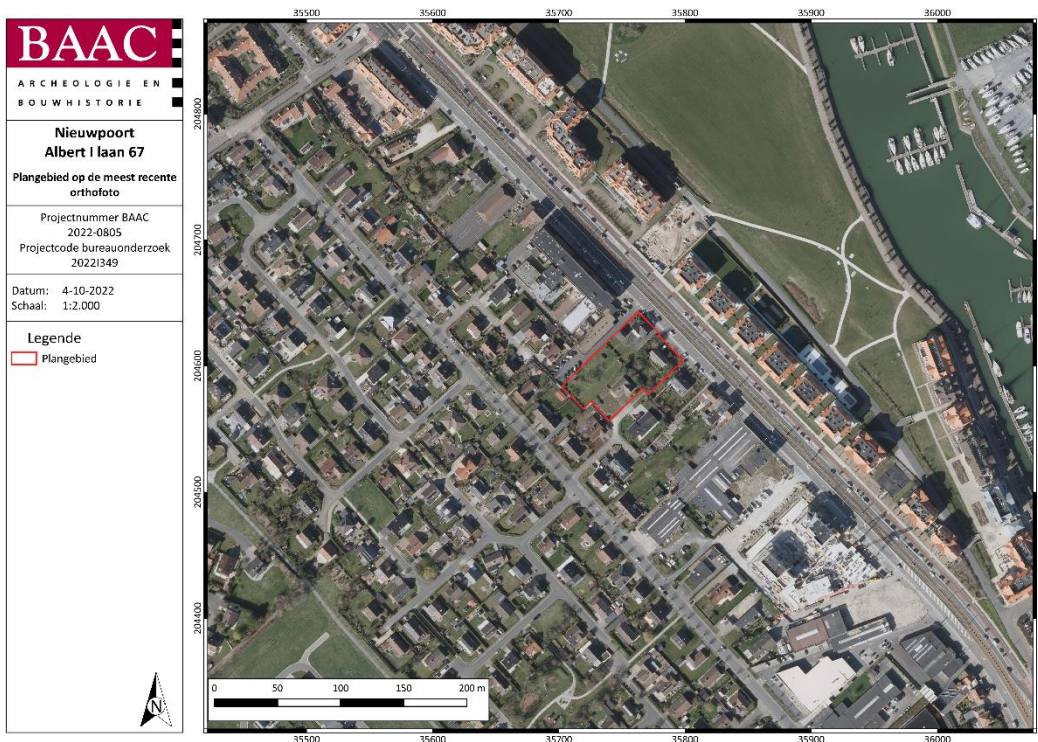 BAAC
ARCHEOLOGIE EN
BOUWHISTORIE
Nieuwpoort
Albert I laan 67
Plangebied op de meest recente
orthofoto
Projectnummer BAAC
2022-0805
Projectcode bureauonderzoek
2022I349
Datum: 4-10-2022
Schaal: 1:2.000
Legende
Plangebied
N
35500 35600 35700 35800 35900 36000
204800
204700
204600
204500
204400
0 50 100 150 200 m
35500 35600 35700 35800 35900 36000